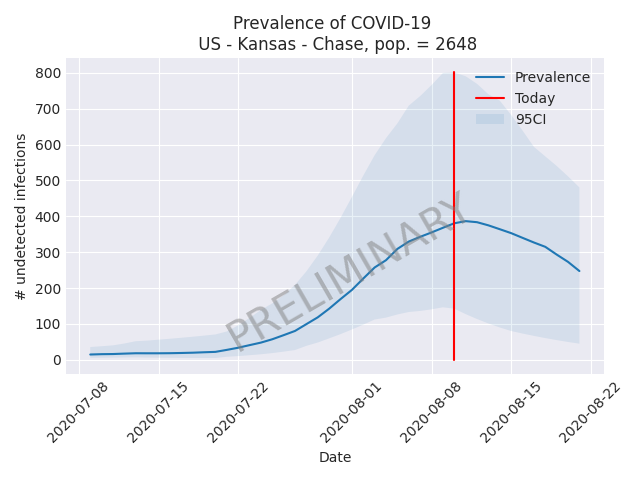 Prevalence of COVID-19
US - Kansas - Chase, pop. = 2648
# undetected infections
800
700
600
500
400
300
200
100
0
Prevalence
Today
95CI
PRELIMINARY
2020-07-08
2020-07-15
2020-07-22
2020-08-01
2020-08-08
2020-08-15
2020-08-22
Date